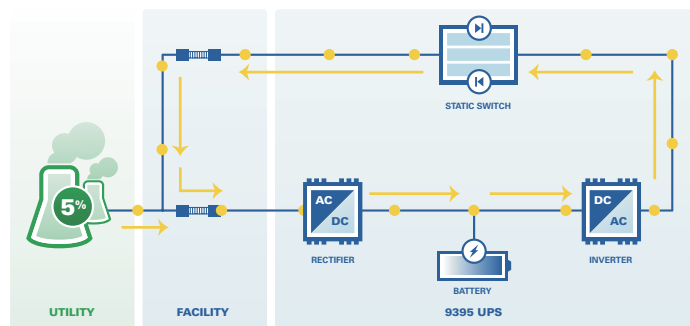 STATIC SWITCH
5%
AC
DC
DC
AC
RECTIFIER
INVERTER
BATTERY
UTILITY
FACILITY
9395 UPS